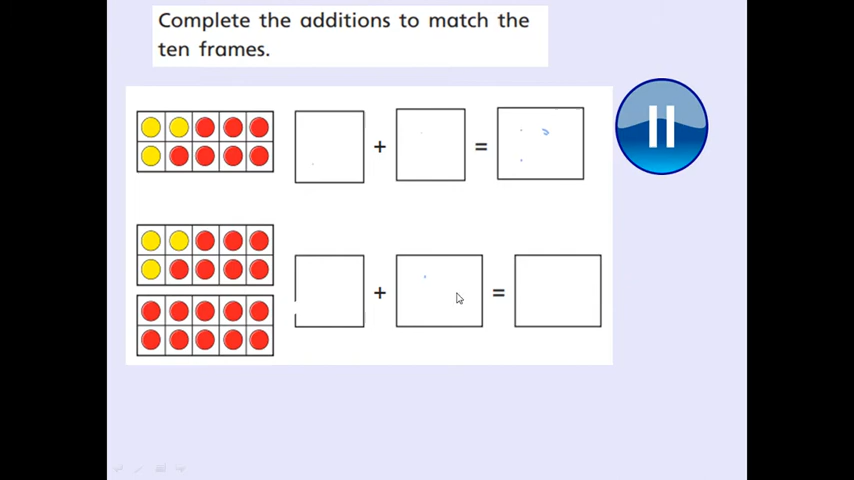 Complete the additions to match the
ten frames.
+ =
+ =